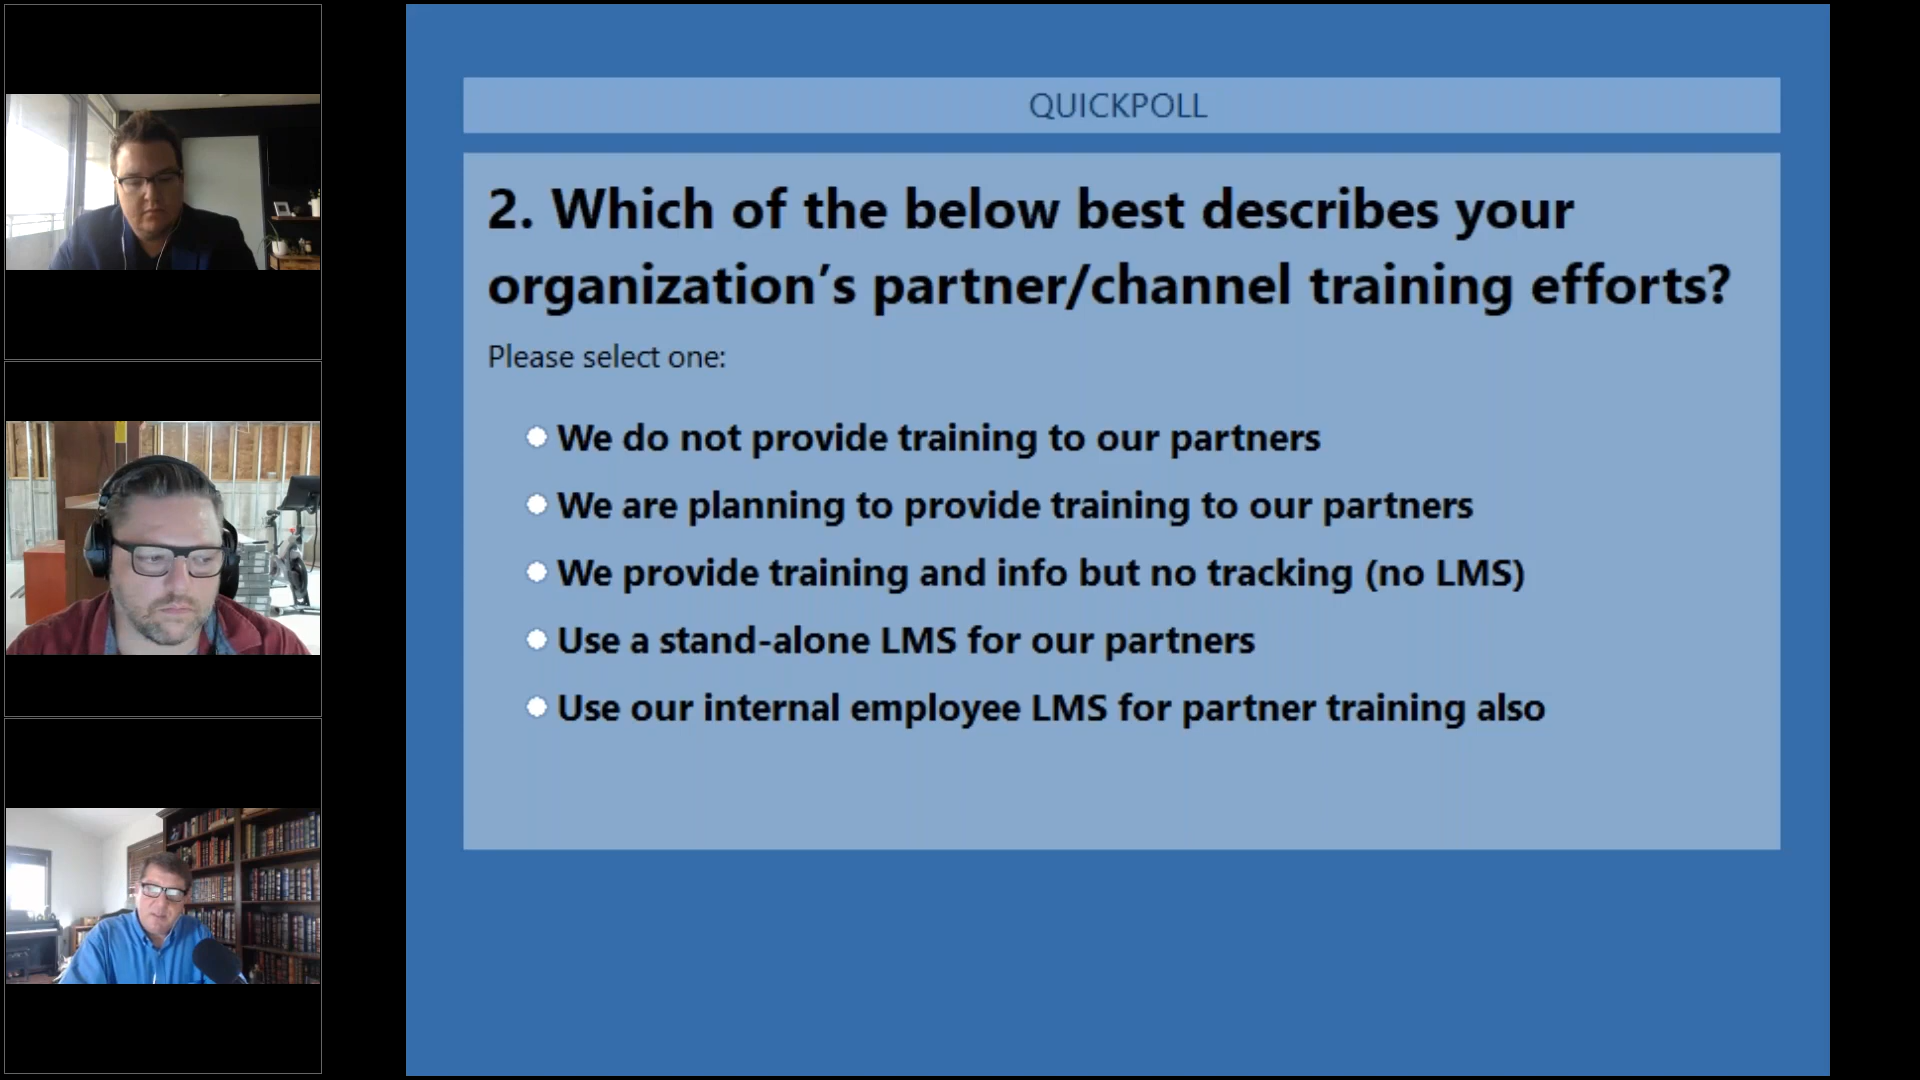 QUICKPOLL
2. Which of the below best describes your
organization’s partner/channel training efforts?
Please select one:
We do not provide training to our partners
We are planning to provide training to our partners
We provide training and info but no tracking (no LMS)
Use a stand-alone LMS for our partners
Use our internal employee LMS for partner training also